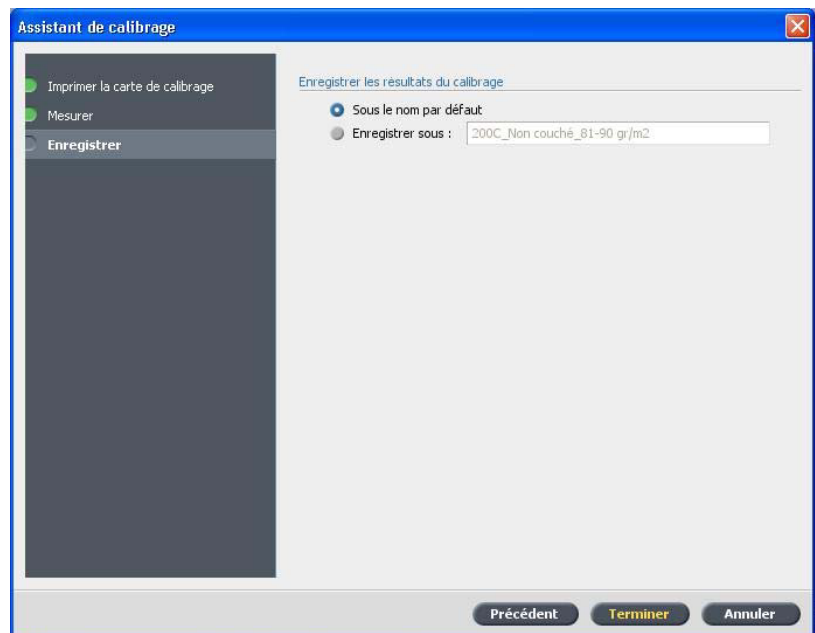 Assistant de calibrage
Imprimer la carte de calibrage
Mesurer
Enregistrer
Enregistrer les résultats du calibrage
Sous le nom par défaut
Enregistrer sous :
200C_Non couché_81-90 gr/m2
Précédent
Terminer
Annuler